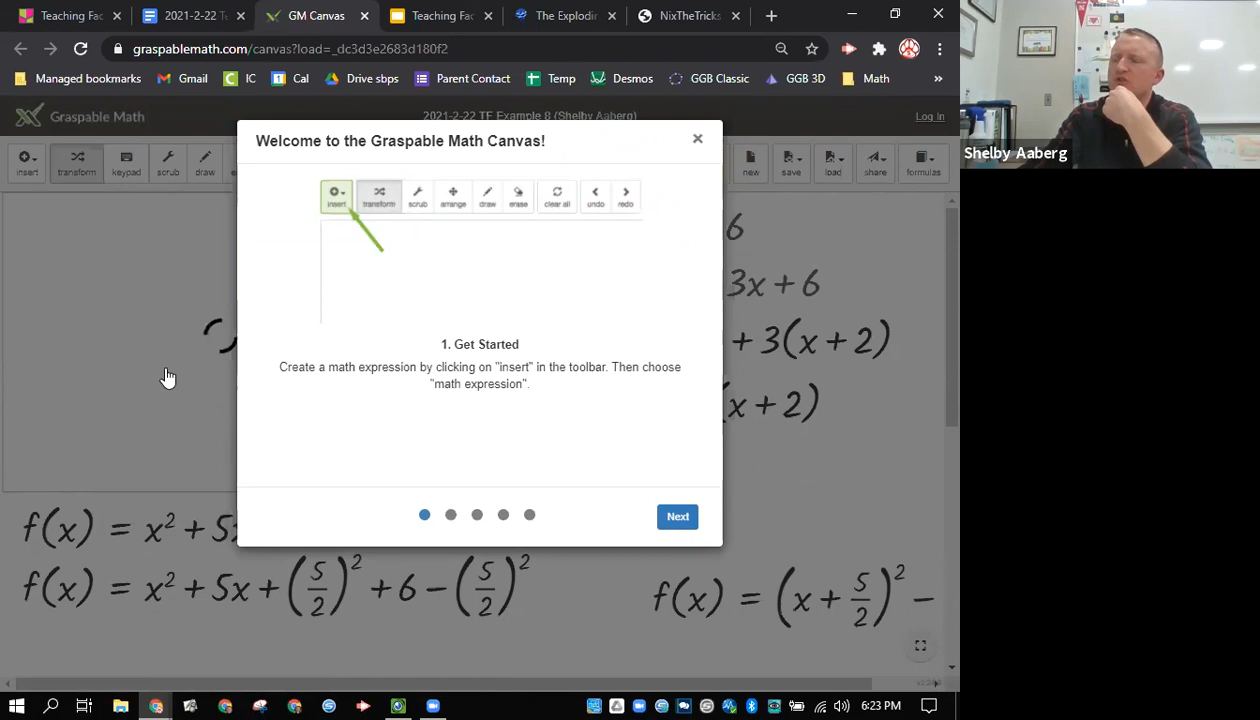 Teaching Fac
2021-2-22 Te
GM Canvas
Teaching Fac
The Explodin
NixTheTricks
graspablemath.com/canvas?load=_dc3d3e2683d180f2
Managed bookmarks
Gmail
IC
Cal
Drive sbps
Parent Contact
Temp
Desmos
GGB Classic
GGB 3D
Math
»
Graspable Math
2021-2-22 TF Example 8 (Shelby Aaberg)
Log In
insert
transform
keypad
scrub
draw
new
save
load
share
formulas
Welcome to the Graspable Math Canvas!
insert
transform
scrub
arrange
draw
erase
clear all
undo
redo
1. Get Started
Create a math expression by clicking on "insert" in the toolbar. Then choose
"math expression".
Next
6
3x + 6
+ 3(x + 2)
(x + 2)
f(x) = x² + 5x
f(x) = x² + 5x + (5/2)² + 6 − (5/2)²
f(x) = (x + 5/2)² −
Shelby Aaberg
6:23 PM